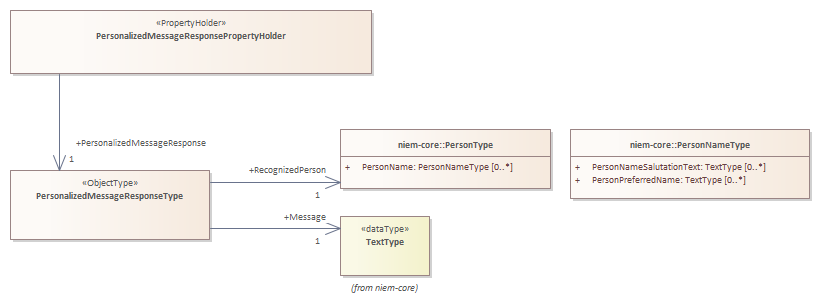 «PropertyHolder»
PersonalizedMessageResponsePropertyHolder
+PersonalizedMessageResponse
1
«ObjectType»
PersonalizedMessageResponseType
+RecognizedPerson
1
niem-core::PersonType
+ PersonName: PersonNameType [0..*]
niem-core::PersonNameType
+ PersonNameSalutationText: TextType [0..*]
+ PersonPreferredName: TextType [0..*]
+Message
1
«dataType»
TextType
(from niem-core)